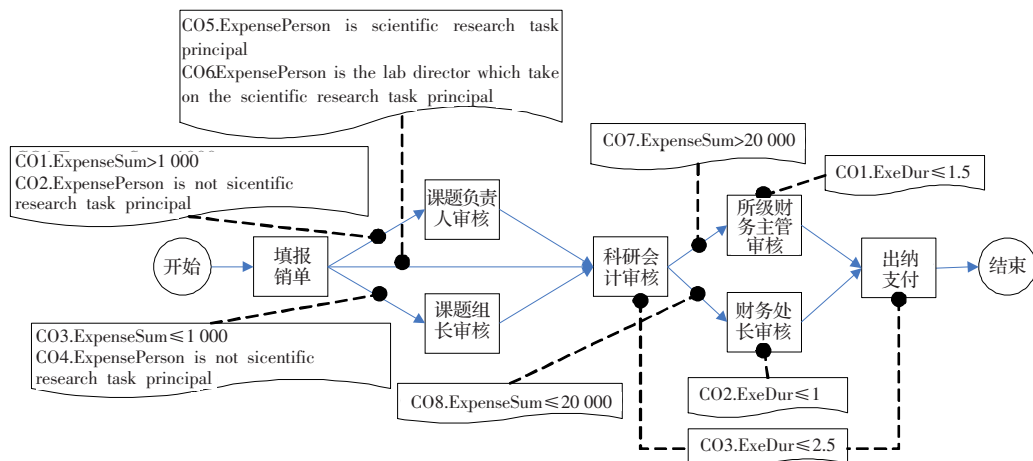 CO5.ExpensePerson is scientific research task
principal
CO6.ExpensePerson is the lab director which take
on the scientific research task principal
CO1.ExpenseSum>1 000
CO2.ExpensePerson is not sicentific
research task principal
CO7.ExpenseSum>20 000
CO1.ExeDur≤1.5
课题负责
人审核
所级财
务主管
审核
开始
填报
销单
科研会
计审核
出纳
支付
结束
课题组
长审核
财务处
长审核
CO3.ExpenseSum≤1 000
CO4.ExpensePerson is not sicentific
research task principal
CO8.ExpenseSum≤20 000
CO2.ExeDur≤1
CO3.ExeDur≤2.5